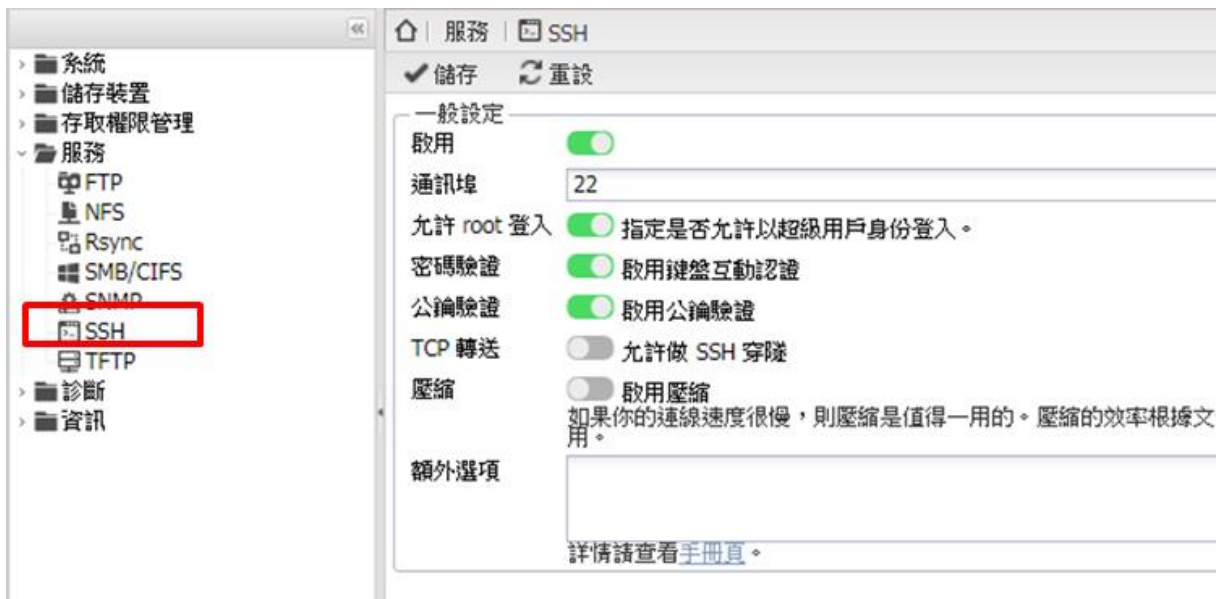 服務 SSH
儲存 重設
系統
儲存裝置
存取權限管理
服務
FTP
NFS
Rsync
SMB/CIFS
SNMP
SSH
TFTP
診斷
資訊
一般設定
啟用
通訊埠 22
允許 root 登入 指定是否允許以超級用戶身份登入。
密碼驗證 啟用鍵盤互動認證
公鑰驗證 啟用公鑰驗證
TCP 轉送 允許做 SSH 穿隧
壓縮 啟用壓縮
如果你的連線速度很慢，則壓縮是值得一用的。壓縮的效率根據文
用。
額外選項
詳情請查看手冊頁。